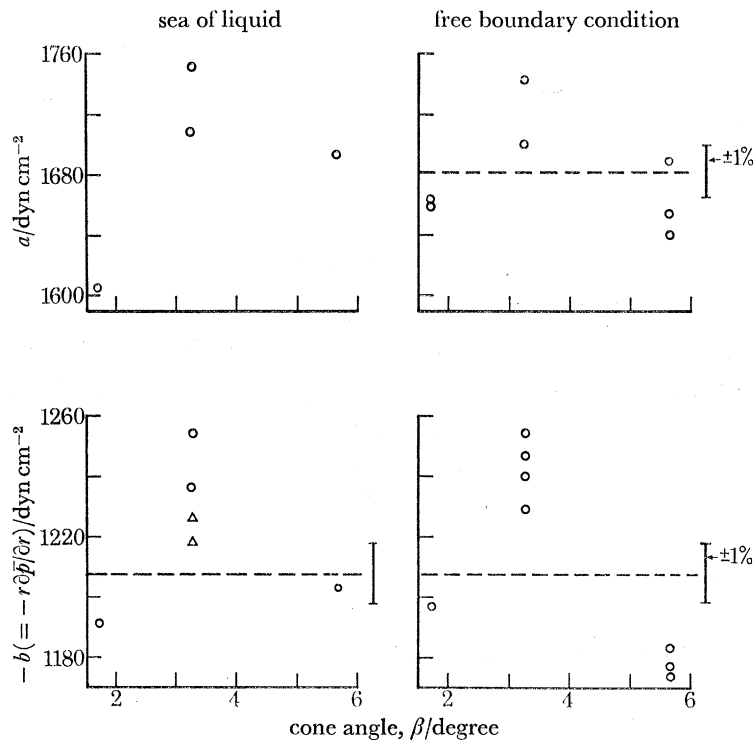 sea of liquid
free boundary condition
1760
1680
1600
a/dyn cm⁻²
±1%
1260
1220
1180
−b(= −r∂p̄/∂r)/dyn cm⁻²
±1%
2 4 6
2 4 6
cone angle, β/degree